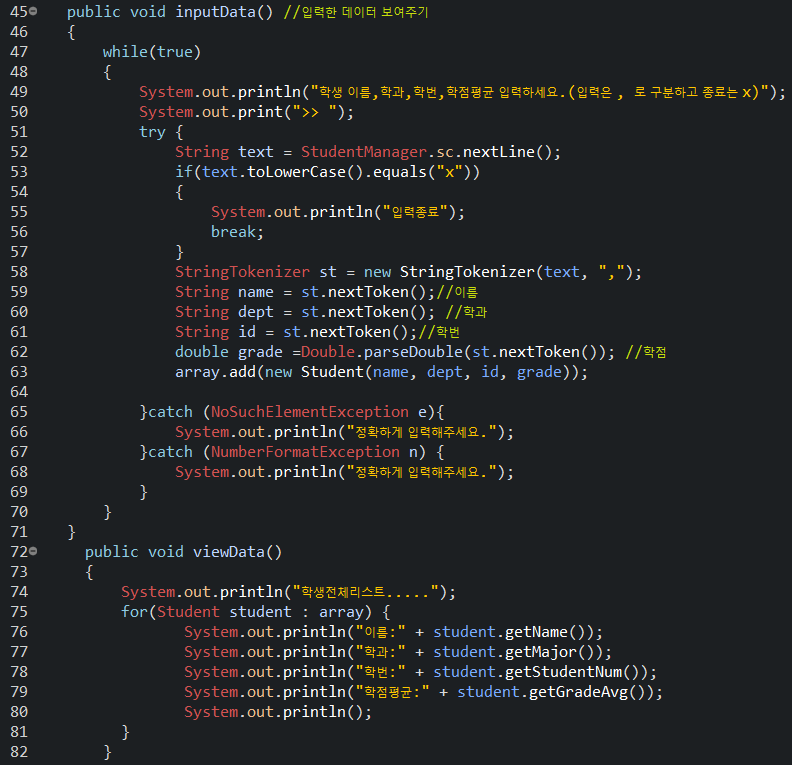 45 public void inputData() //입력한 데이터 보여주기
46 {
47 while(true)
48 {
49 System.out.println("학생 이름,학과,학번,학점평균 입력하세요.(입력은 , 로 구분하고 종료는 x)");
50 System.out.print(">> ");
51 try {
52 String text = StudentManager.sc.nextLine();
53 if(text.toLowerCase().equals("x"))
54 {
55 System.out.println("입력종료");
56 break;
57 }
58 StringTokenizer st = new StringTokenizer(text, ",");
59 String name = st.nextToken();//이름
60 String dept = st.nextToken(); //학과
61 String id = st.nextToken();//학번
62 double grade =Double.parseDouble(st.nextToken()); //학점
63 array.add(new Student(name, dept, id, grade));
64
65 }catch (NoSuchElementException e){
66 System.out.println("정확하게 입력해주세요.");
67 }catch (NumberFormatException n) {
68 System.out.println("정확하게 입력해주세요.");
69 }
70 }
71 }
72 public void viewData()
73 {
74 System.out.println("학생전체리스트.....");
75 for(Student student : array) {
76 System.out.println("이름:" + student.getName());
77 System.out.println("학과:" + student.getMajor());
78 System.out.println("학번:" + student.getStudentNum());
79 System.out.println("학점평균:" + student.getGradeAvg());
80 System.out.println();
81 }
82 }